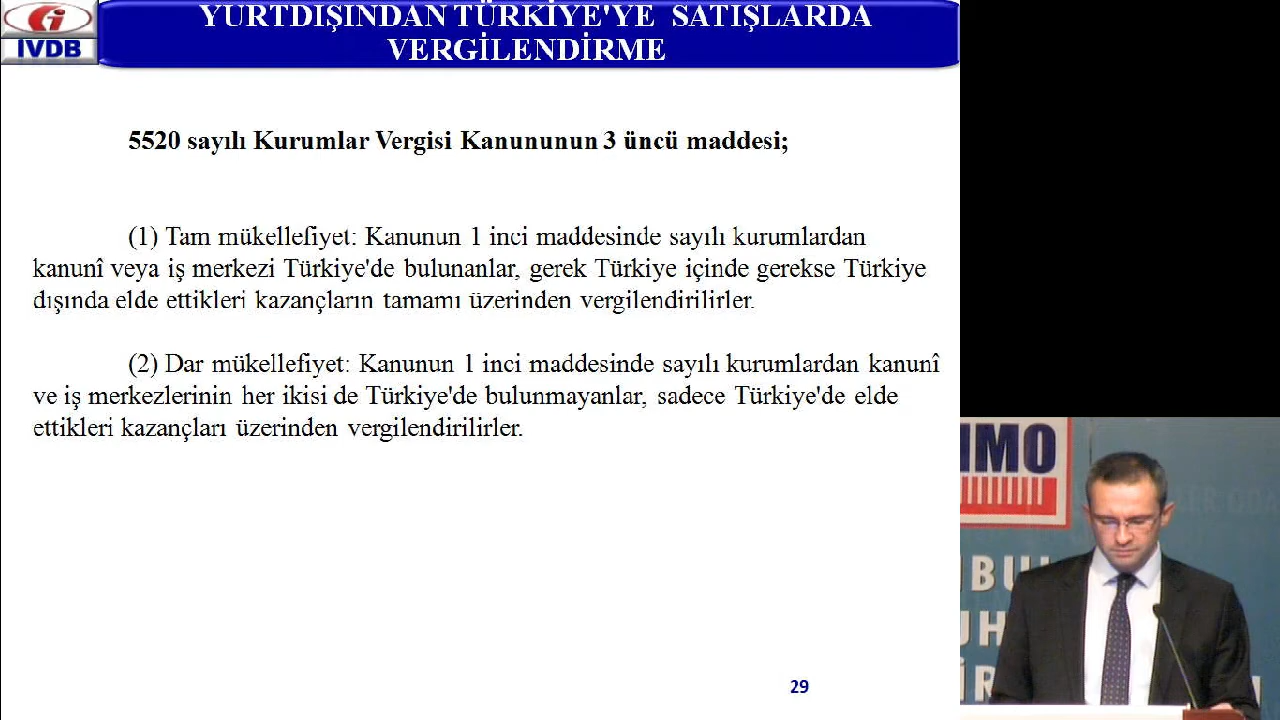 IVDB
YURTDIŞINDAN TÜRKİYE'YE SATIŞLARDA
VERGİLENDİRME
5520 sayılı Kurumlar Vergisi Kanununun 3 üncü maddesi;
(1) Tam mükellefiyet: Kanunun 1 inci maddesinde sayılı kurumlardan
kanunî veya iş merkezi Türkiye'de bulunanlar, gerek Türkiye içinde gerekse Türkiye
dışında elde ettikleri kazançların tamamı üzerinden vergilendirilirler.
(2) Dar mükellefiyet: Kanunun 1 inci maddesinde sayılı kurumlardan kanunî
ve iş merkezlerinin her ikisi de Türkiye'de bulunmayanlar, sadece Türkiye'de elde
ettikleri kazançları üzerinden vergilendirilirler.
29
MMO